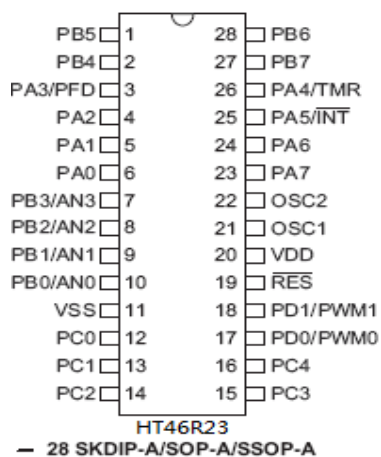 PB5 1 28 PB6
PB4 2 27 PB7
PA3/PFD 3 26 PA4/TMR
PA2 4 25 PA5/I̅N̅T̅
PA1 5 24 PA6
PA0 6 23 PA7
PB3/AN3 7 22 OSC2
PB2/AN2 8 21 OSC1
PB1/AN1 9 20 VDD
PB0/AN0 10 19 R̅E̅S̅
VSS 11 18 PD1/PWM1
PC0 12 17 PD0/PWM0
PC1 13 16 PC4
PC2 14 15 PC3
HT46R23
– 28 SKDIP-A/SOP-A/SSOP-A